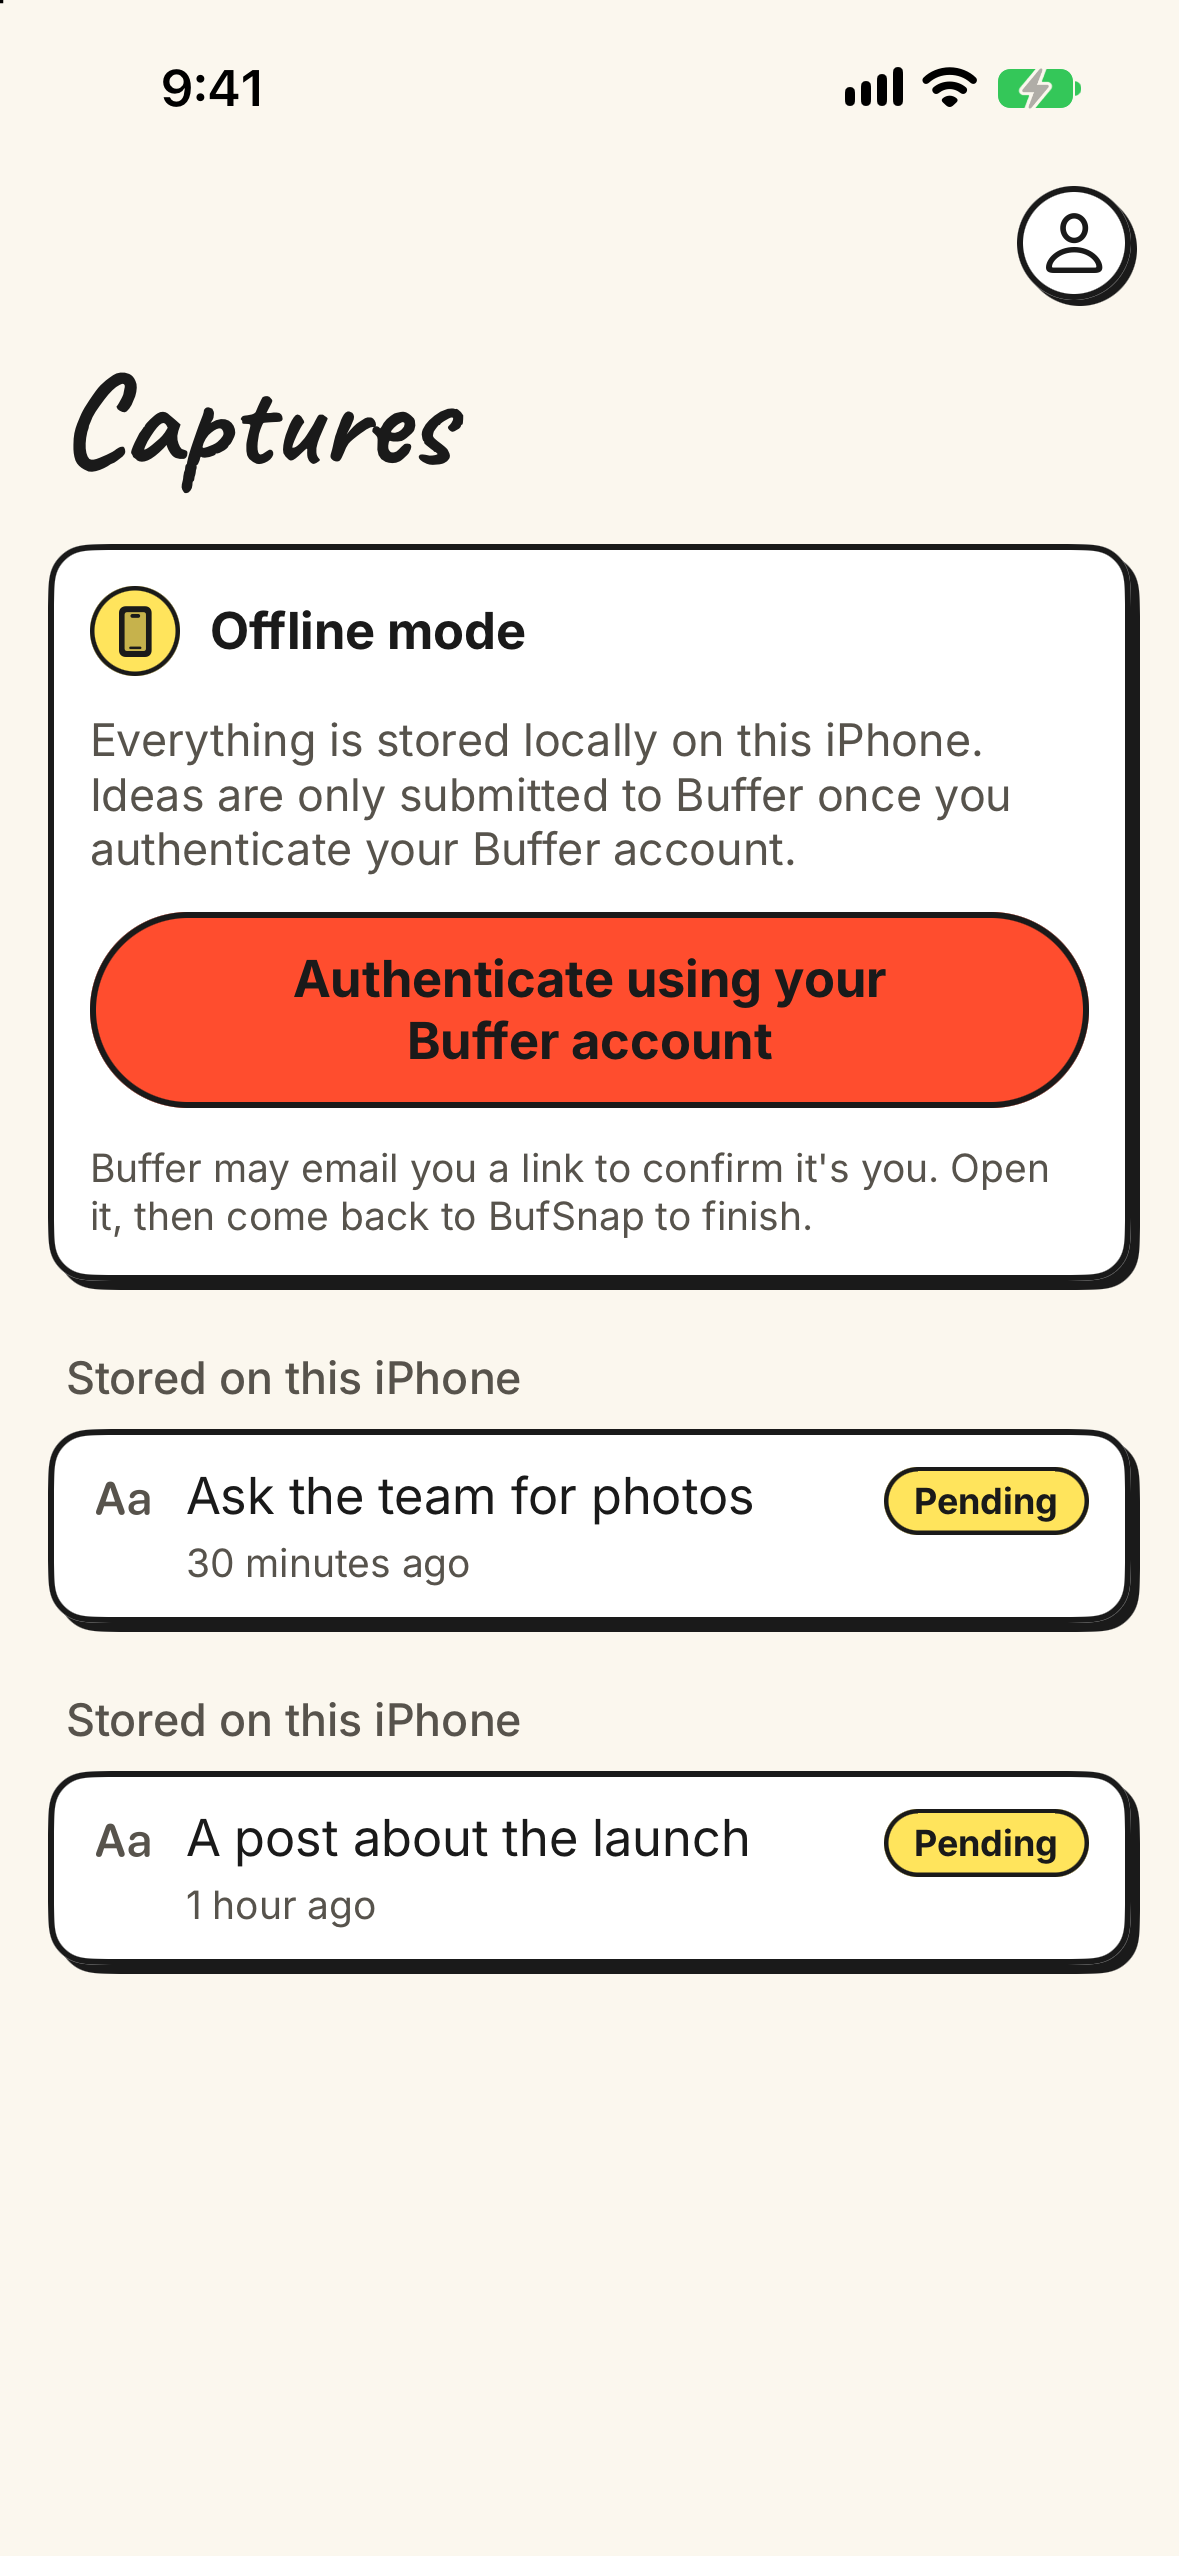 9:41
Captures
Offline mode
Everything is stored locally on this iPhone.
Ideas are only submitted to Buffer once you
authenticate your Buffer account.
Authenticate using your
Buffer account
Buffer may email you a link to confirm it's you. Open
it, then come back to BufSnap to finish.
Stored on this iPhone
Aa Ask the team for photos Pending
30 minutes ago
Stored on this iPhone
Aa A post about the launch Pending
1 hour ago